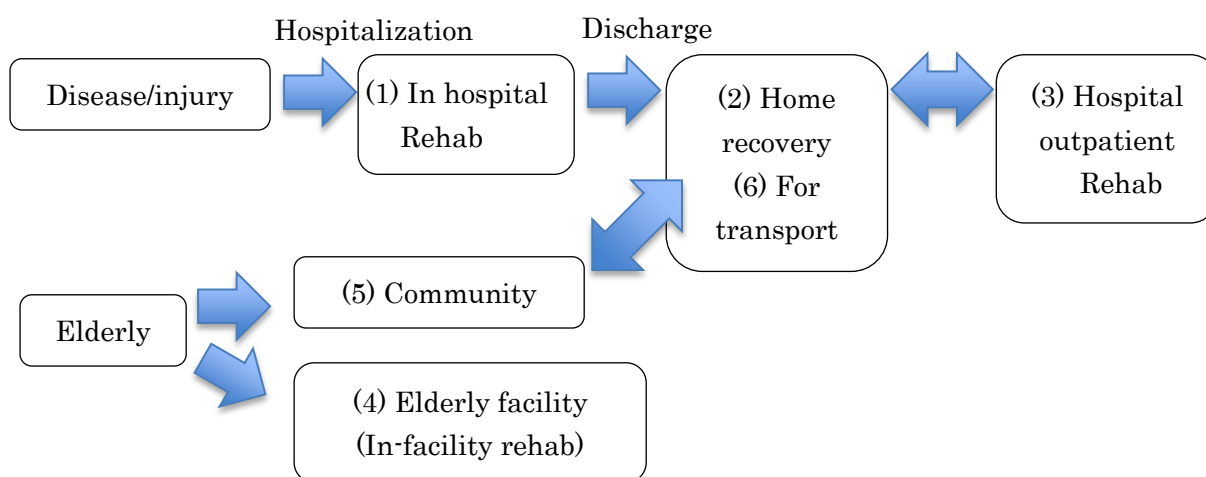 Hospitalization
Discharge
Disease/injury
(1) In hospital
Rehab
(2) Home
recovery
(6) For
transport
(3) Hospital
outpatient
Rehab
(5) Community
Elderly
(4) Elderly facility
(In-facility rehab)